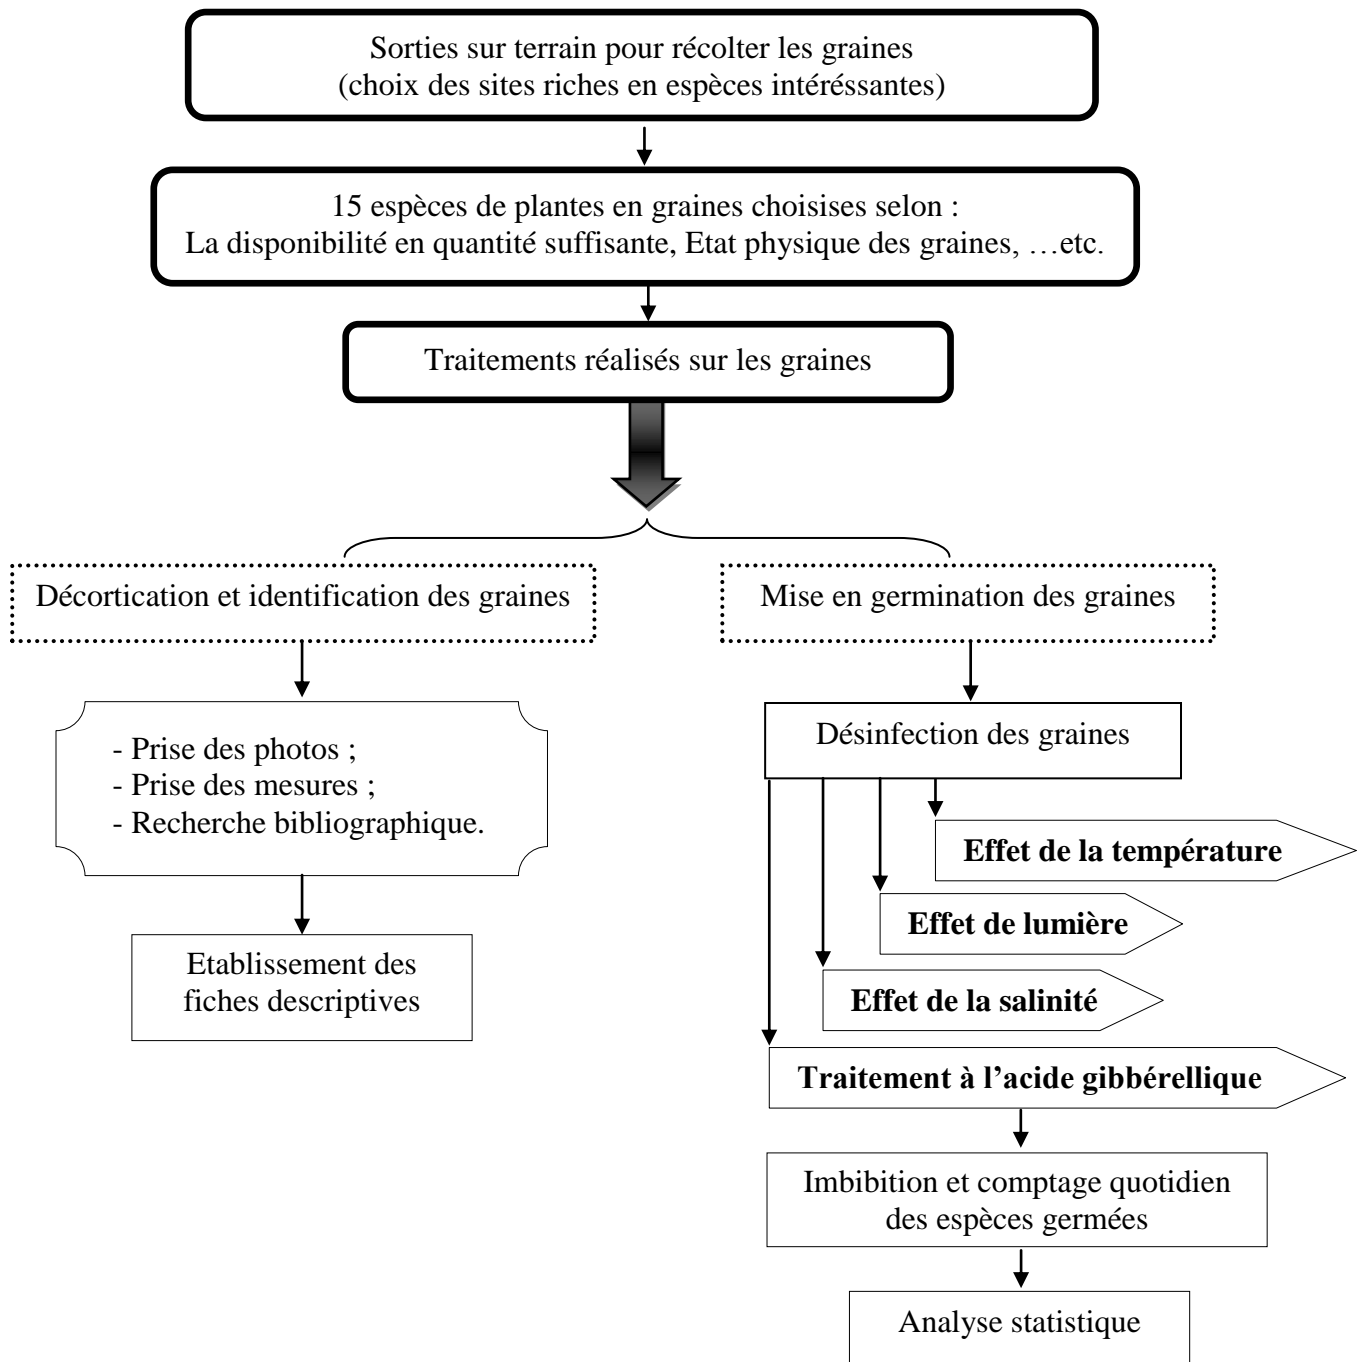 Sorties sur terrain pour récolter les graines
(choix des sites riches en espèces intéréssantes)
15 espèces de plantes en graines choisises selon :
La disponibilité en quantité suffisante, Etat physique des graines, …etc.
Traitements réalisés sur les graines
Décortication et identification des graines
- Prise des photos ;
- Prise des mesures ;
- Recherche bibliographique.
Etablissement des
fiches descriptives
Mise en germination des graines
Désinfection des graines
Effet de la température
Effet de lumière
Effet de la salinité
Traitement à l’acide gibbérellique
Imbibition et comptage quotidien
des espèces germées
Analyse statistique